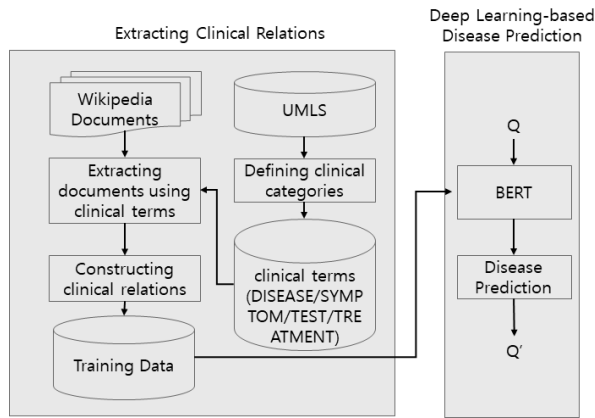 Extracting Clinical Relations
Deep Learning-based
Disease Prediction
Wikipedia
Documents
UMLS
Extracting
documents using
clinical terms
Defining clinical
categories
Constructing
clinical relations
clinical terms
(DISEASE/SYMP
TOM/TEST/TRE
ATMENT)
Training Data
Q
BERT
Disease
Prediction
Q’